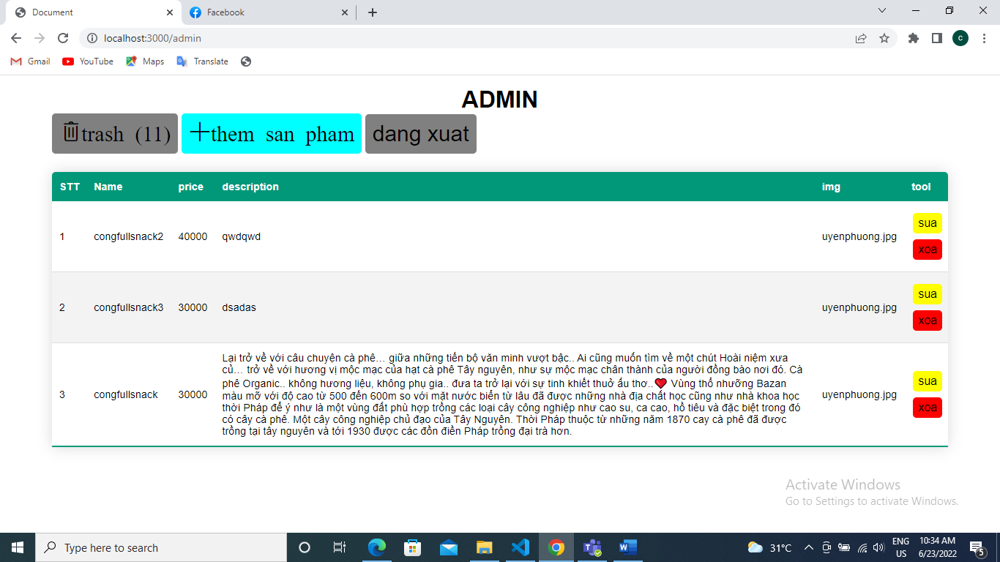 Document
Facebook
localhost:3000/admin
Gmail
YouTube
Maps
Translate
ADMIN
trash (11)
them san pham
dang xuat
STT Name price description img tool
1 congfullsnack2 40000 qwdqwd uyenphuong.jpg
sua
xoa
2 congfullsnack3 30000 dsadas uyenphuong.jpg
sua
xoa
3 congfullsnack 30000
Lại trở về với câu chuyện cà phê… giữa những tiến bộ văn minh vượt bậc.. Ai cũng muốn tìm về một chút Hoài niệm xưa
củ… trở về với hương vị mộc mạc của hạt cà phê Tây nguyên, như sự mộc mạc chân thành của người đồng bào nơi đó. Cà
phê Organic.. không hương liệu, không phụ gia.. đưa ta trở lại với sự tinh khiết thuở ấu thơ..❤ Vùng thổ nhưỡng Bazan
màu mỡ với độ cao từ 500 đến 600m so với mặt nước biển từ lâu đã được những nhà địa chất học cũng như nhà khoa học
thời Pháp để ý như là một vùng đất phù hợp trồng các loại cây công nghiệp như cao su, ca cao, hồ tiêu và đặc biệt trong đó
có cây cà phê. Một cây công nghiệp chủ đạo của Tây Nguyên. Thời Pháp thuộc từ những năm 1870 cay cà phê đã được
trồng tại tây nguyên và tới 1930 được các đồn điền Pháp trồng đại trà hơn.
uyenphuong.jpg
sua
xoa
Activate Windows
Go to Settings to activate Windows.
Type here to search
31°C
ENG
US
10:34 AM
6/23/2022
5